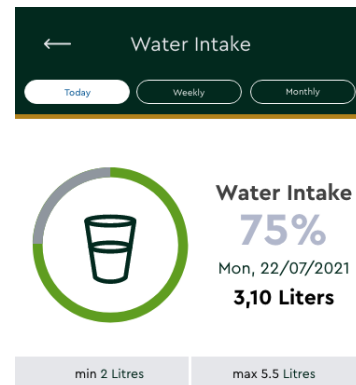 Water Intake
Today Weekly Monthly
Water Intake
75%
Mon, 22/07/2021
3,10 Liters
min 2 Litres max 5.5 Litres